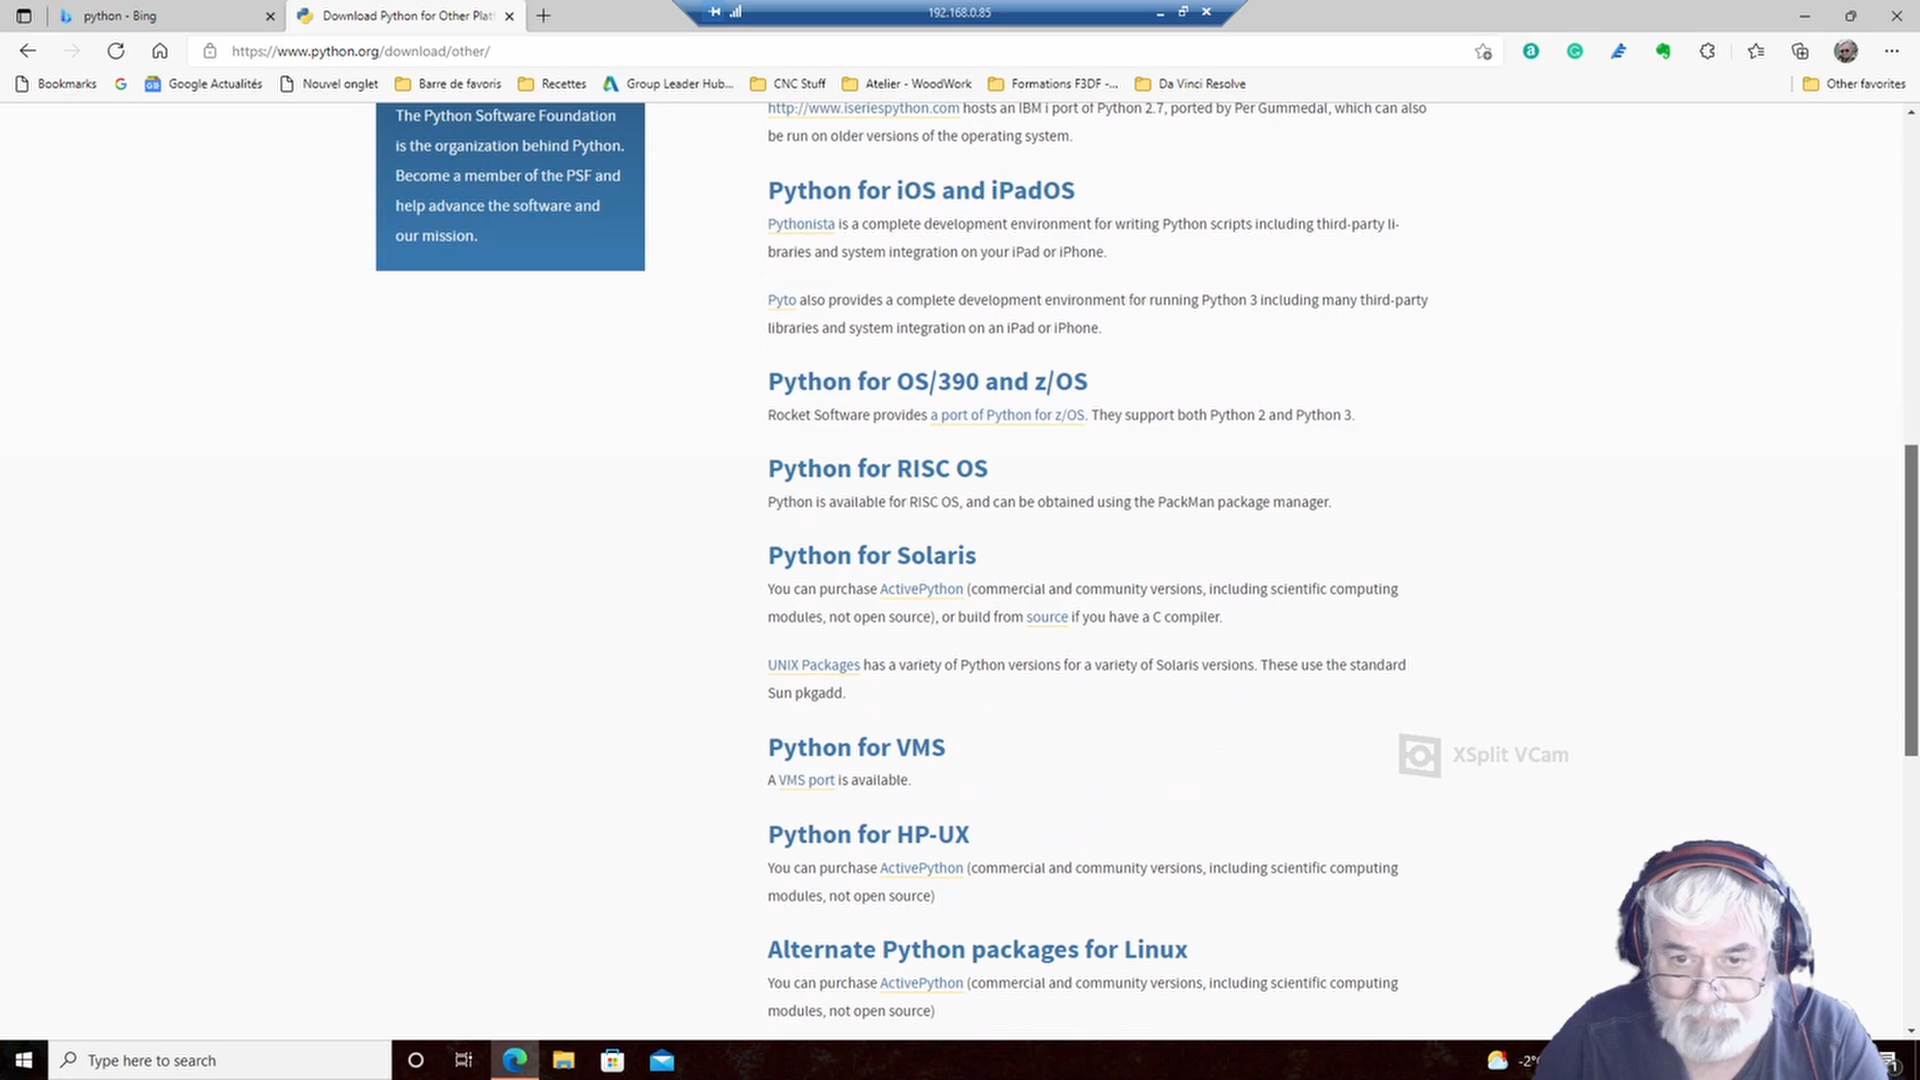 python - Bing
Download Python for Other Plat
192.168.0.85
https://www.python.org/download/other/
Bookmarks
Google Actualités
Nouvel onglet
Barre de favoris
Recettes
Group Leader Hub...
CNC Stuff
Atelier - WoodWork
Formations F3DF -...
Da Vinci Resolve
Other favorites
The Python Software Foundation
is the organization behind Python.
Become a member of the PSF and
help advance the software and
our mission.
http://www.iseriespython.com hosts an IBM i port of Python 2.7, ported by Per Gummedal, which can also
be run on older versions of the operating system.
Python for iOS and iPadOS
Pythonista is a complete development environment for writing Python scripts including third-party li-
braries and system integration on your iPad or iPhone.
Pyto also provides a complete development environment for running Python 3 including many third-party
libraries and system integration on an iPad or iPhone.
Python for OS/390 and z/OS
Rocket Software provides a port of Python for z/OS. They support both Python 2 and Python 3.
Python for RISC OS
Python is available for RISC OS, and can be obtained using the PackMan package manager.
Python for Solaris
You can purchase ActivePython (commercial and community versions, including scientific computing
modules, not open source), or build from source if you have a C compiler.
UNIX Packages has a variety of Python versions for a variety of Solaris versions. These use the standard
Sun pkgadd.
Python for VMS
A VMS port is available.
XSplit VCam
Python for HP-UX
You can purchase ActivePython (commercial and community versions, including scientific computing
modules, not open source)
Alternate Python packages for Linux
You can purchase ActivePython (commercial and community versions, including scientific computing
modules, not open source)
Type here to search
-2°
1